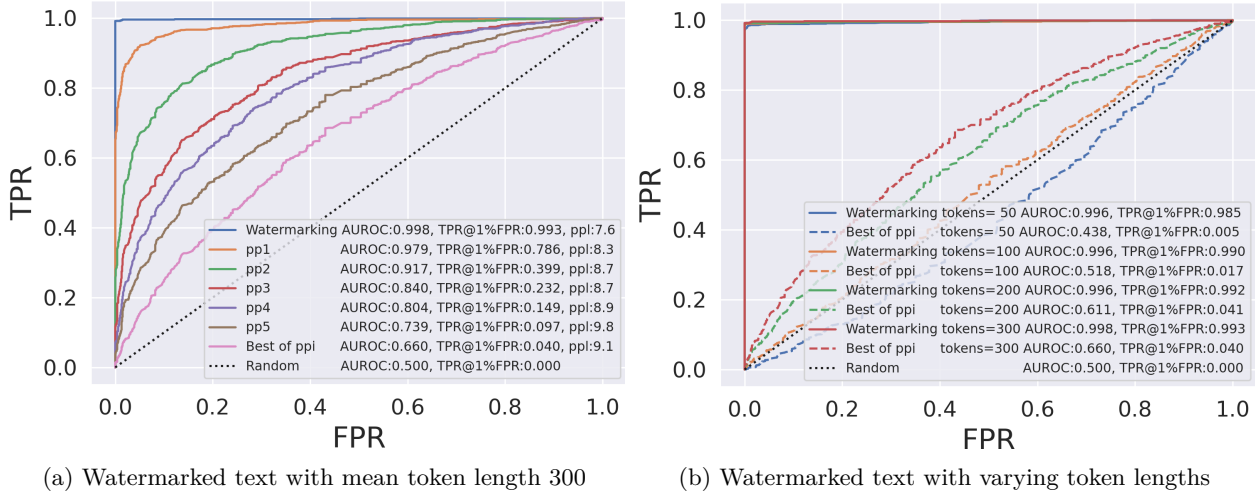 TPR
1.0
0.8
0.6
0.4
0.2
0.0
Watermarking AUROC:0.998, TPR@1%FPR:0.993, ppl:7.6
pp1 AUROC:0.979, TPR@1%FPR:0.786, ppl:8.3
pp2 AUROC:0.917, TPR@1%FPR:0.399, ppl:8.7
pp3 AUROC:0.840, TPR@1%FPR:0.232, ppl:8.7
pp4 AUROC:0.804, TPR@1%FPR:0.149, ppl:8.9
pp5 AUROC:0.739, TPR@1%FPR:0.097, ppl:9.8
Best of ppi AUROC:0.660, TPR@1%FPR:0.040, ppl:9.1
Random AUROC:0.500, TPR@1%FPR:0.000
0.0 0.2 0.4 0.6 0.8 1.0
FPR
(a) Watermarked text with mean token length 300
TPR
1.0
0.8
0.6
0.4
0.2
0.0
Watermarking tokens= 50 AUROC:0.996, TPR@1%FPR:0.985
Best of ppi tokens= 50 AUROC:0.438, TPR@1%FPR:0.005
Watermarking tokens=100 AUROC:0.996, TPR@1%FPR:0.990
Best of ppi tokens=100 AUROC:0.518, TPR@1%FPR:0.017
Watermarking tokens=200 AUROC:0.996, TPR@1%FPR:0.992
Best of ppi tokens=200 AUROC:0.611, TPR@1%FPR:0.041
Watermarking tokens=300 AUROC:0.998, TPR@1%FPR:0.993
Best of ppi tokens=300 AUROC:0.660, TPR@1%FPR:0.040
Random AUROC:0.500, TPR@1%FPR:0.000
0.0 0.2 0.4 0.6 0.8 1.0
FPR
(b) Watermarked text with varying token lengths